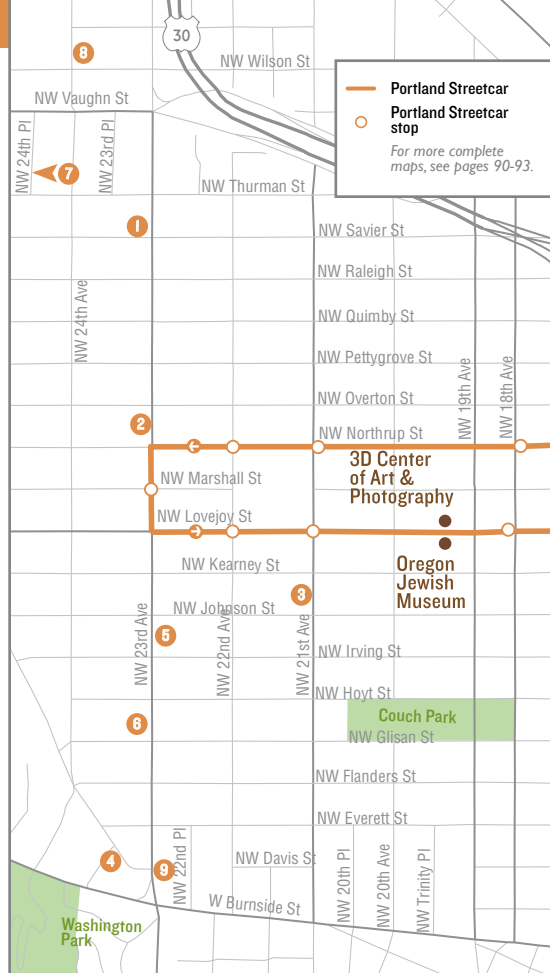 30
8
NW Wilson St
NW Vaughn St
Portland Streetcar
Portland Streetcar
stop
For more complete
maps, see pages 90-93.
NW 24th Pl
NW 23rd Pl
7
NW Thurman St
1
NW Savier St
NW Raleigh St
NW 24th Ave
NW Quimby St
NW Pettygrove St
NW 19th Ave
NW 18th Ave
NW Overton St
2
NW Northrup St
3D Center
of Art &
Photography
NW Marshall St
NW Lovejoy St
Oregon
Jewish
Museum
NW Kearney St
3
NW Johnson St
NW 23rd Ave
5
NW 22nd Ave
NW 21st Ave
NW Irving St
NW Hoyt St
6
Couch Park
NW Glisan St
NW Flanders St
NW Everett St
4
9
NW 22nd Pl
NW Davis St
NW 20th Pl
NW 20th Ave
NW Trinity Pl
W Burnside St
Washington
Park